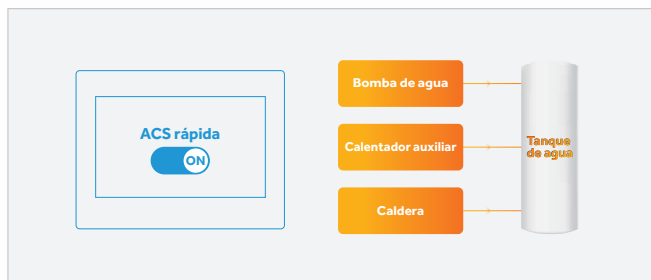 ACS rápida
ON
Bomba de agua
Calentador auxiliar
Caldera
Tanque
de agua